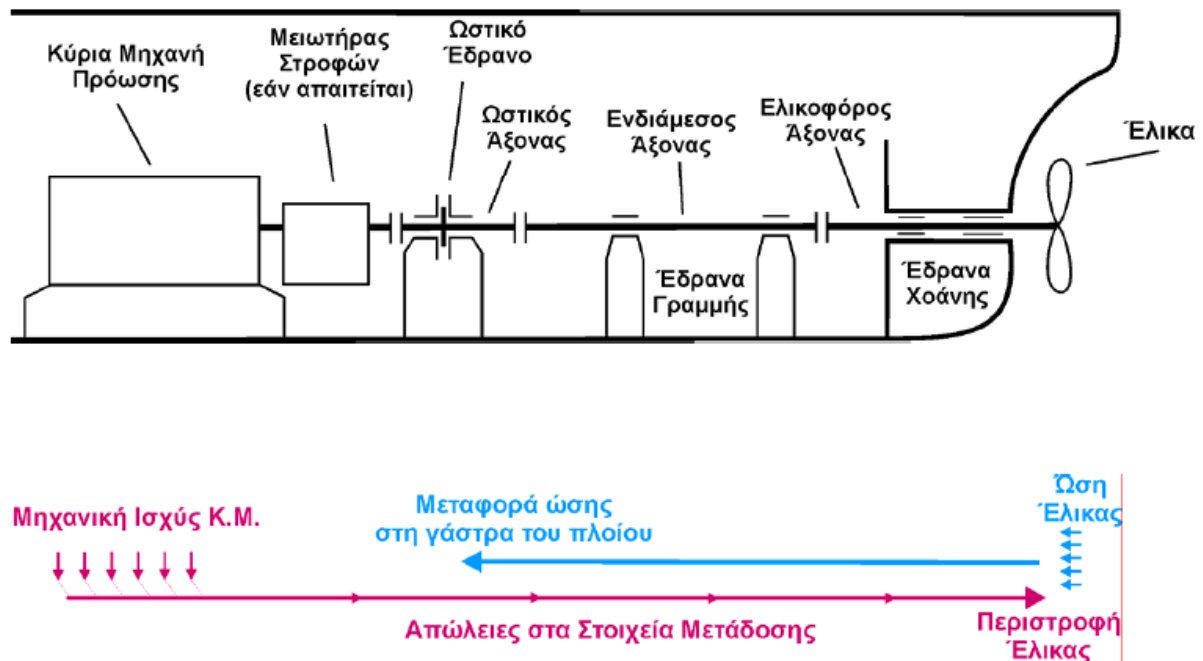 Κύρια Μηχανή
Πρόωσης
Μειωτήρας
Στροφών
(εάν απαιτείται)
Ωστικό
Έδρανο
Ωστικός
Άξονας
Ενδιάμεσος
Άξονας
Ελικοφόρος
Άξονας
Έλικα
Έδρανα
Γραμμής
Έδρανα
Χοάνης
Μηχανική Ισχύς Κ.Μ.
Μεταφορά ώσης
στη γάστρα του πλοίου
Ώση
Έλικας
Απώλειες στα Στοιχεία Μετάδοσης
Περιστροφή
Έλικας